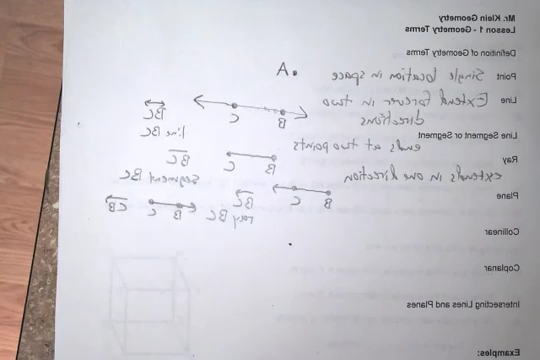 Mr. Klein Geometry
Lesson 1 - Geometry Terms
Definition of Geometry Terms
Point Single location in space A
Line Extend forever in two directions B C BC line BC
Line Segment or Segment
ends at two points B C BC segment BC
Ray
extends in one direction B C BC ray BC
B C CB
Plane
Collinear
Coplanar
Intersecting Lines and Planes
Examples: